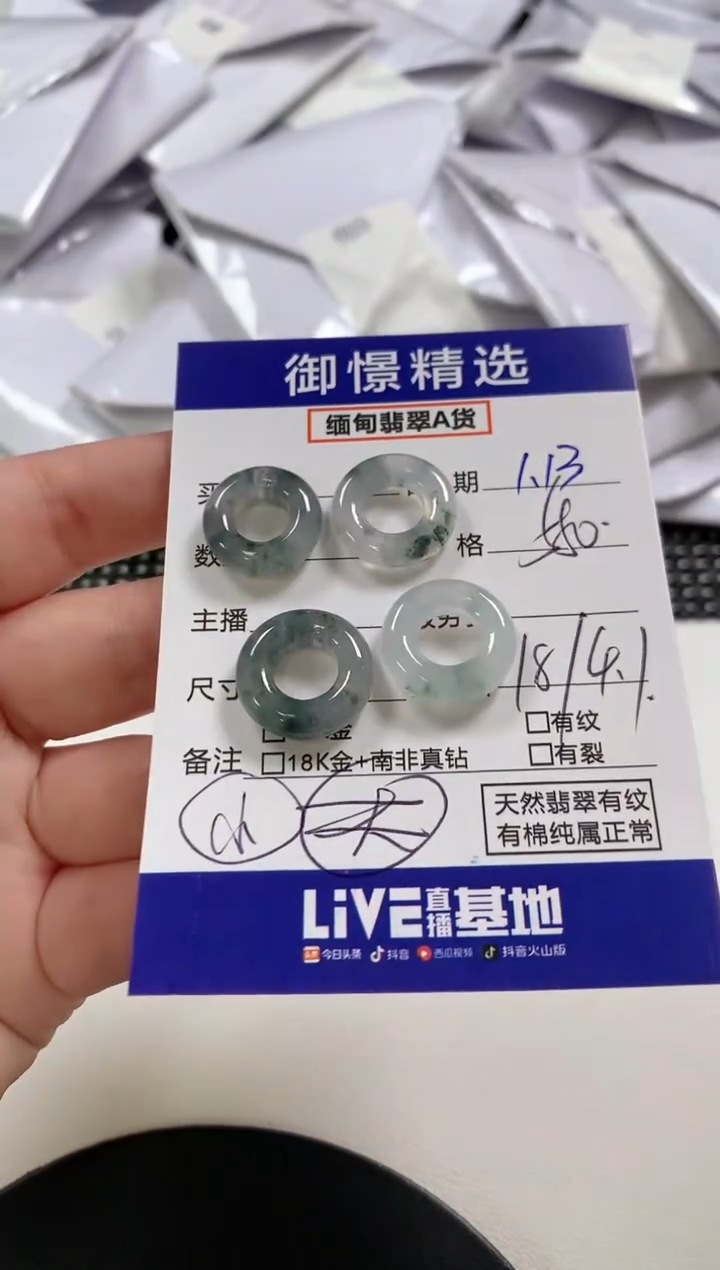 御憬精选
缅甸翡翠A货
买 期 1.13
数 格
主播
尺寸 18/4.1
金 □有纹
备注 □18K金+南非真钻 □有裂
天然翡翠有纹
有棉纯属正常
LiVE直播基地
今日头条 抖音 西瓜视频 抖音火山版